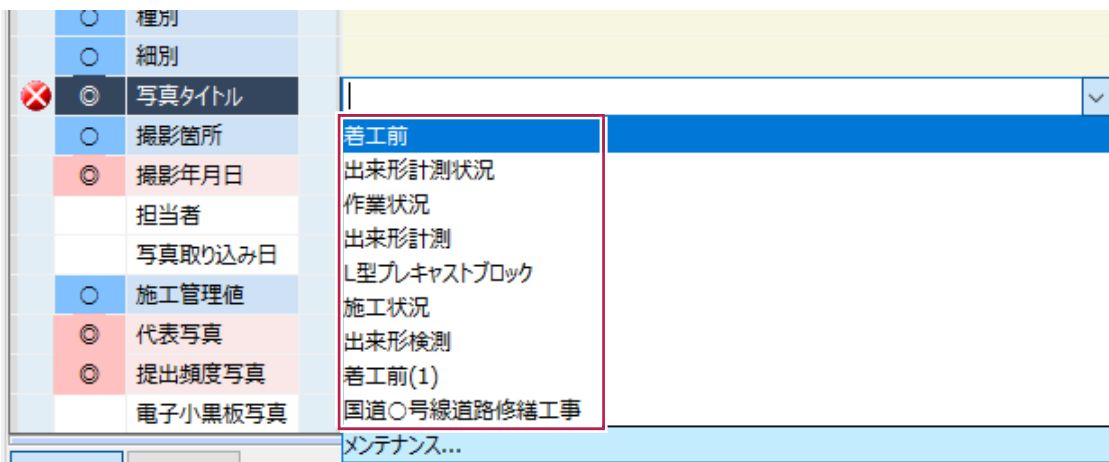 ○ 種別
○ 細別
◎ 写真タイトル
○ 撮影箇所
◎ 撮影年月日
担当者
写真取り込み日
○ 施工管理値
◎ 代表写真
◎ 提出頻度写真
電子小黒板写真
着工前
出来形計測状況
作業状況
出来形計測
L型プレキャストブロック
施工状況
出来形検測
着工前(1)
国道○号線道路修繕工事
メンテナンス...